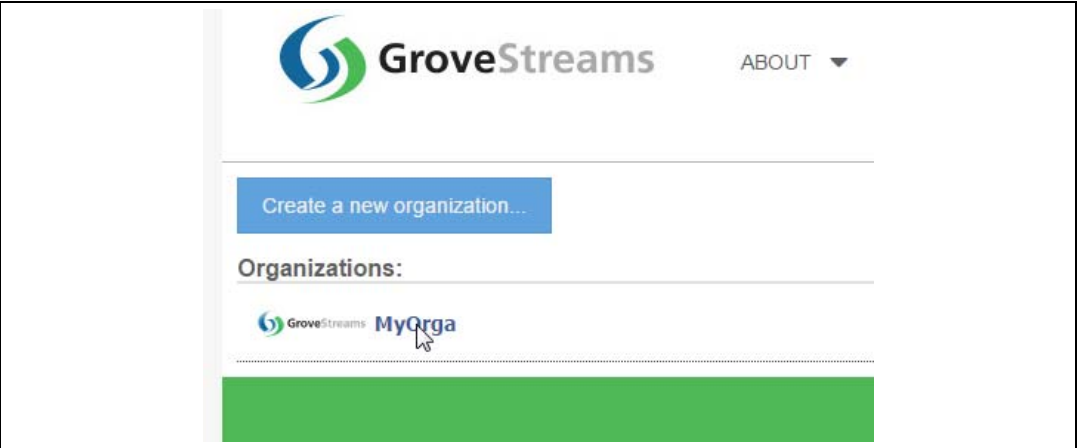 GroveStreams
ABOUT
Create a new organization...
Organizations:
GroveStreams MyOrga